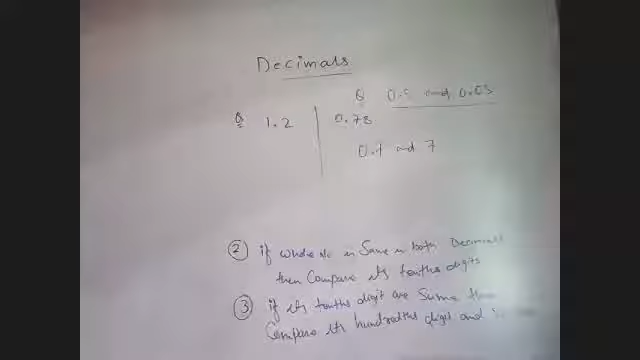 Decimals
Q 0.5 and 0.05
Q 1.2 0.78
0.7 and 7
② if whole no is Same in both Decimals
then Compare its tenths digits
③ if its tenths digit are Same then
Compare its hundredths digit and